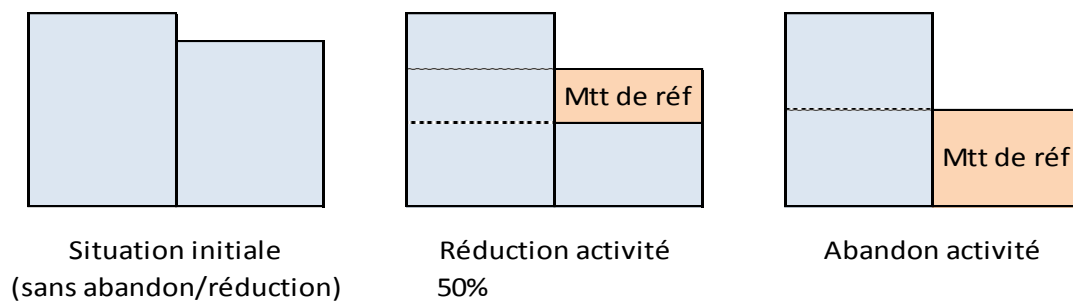 Mtt de réf
Mtt de réf
Situation initiale
(sans abandon/réduction)
Réduction activité
50%
Abandon activité